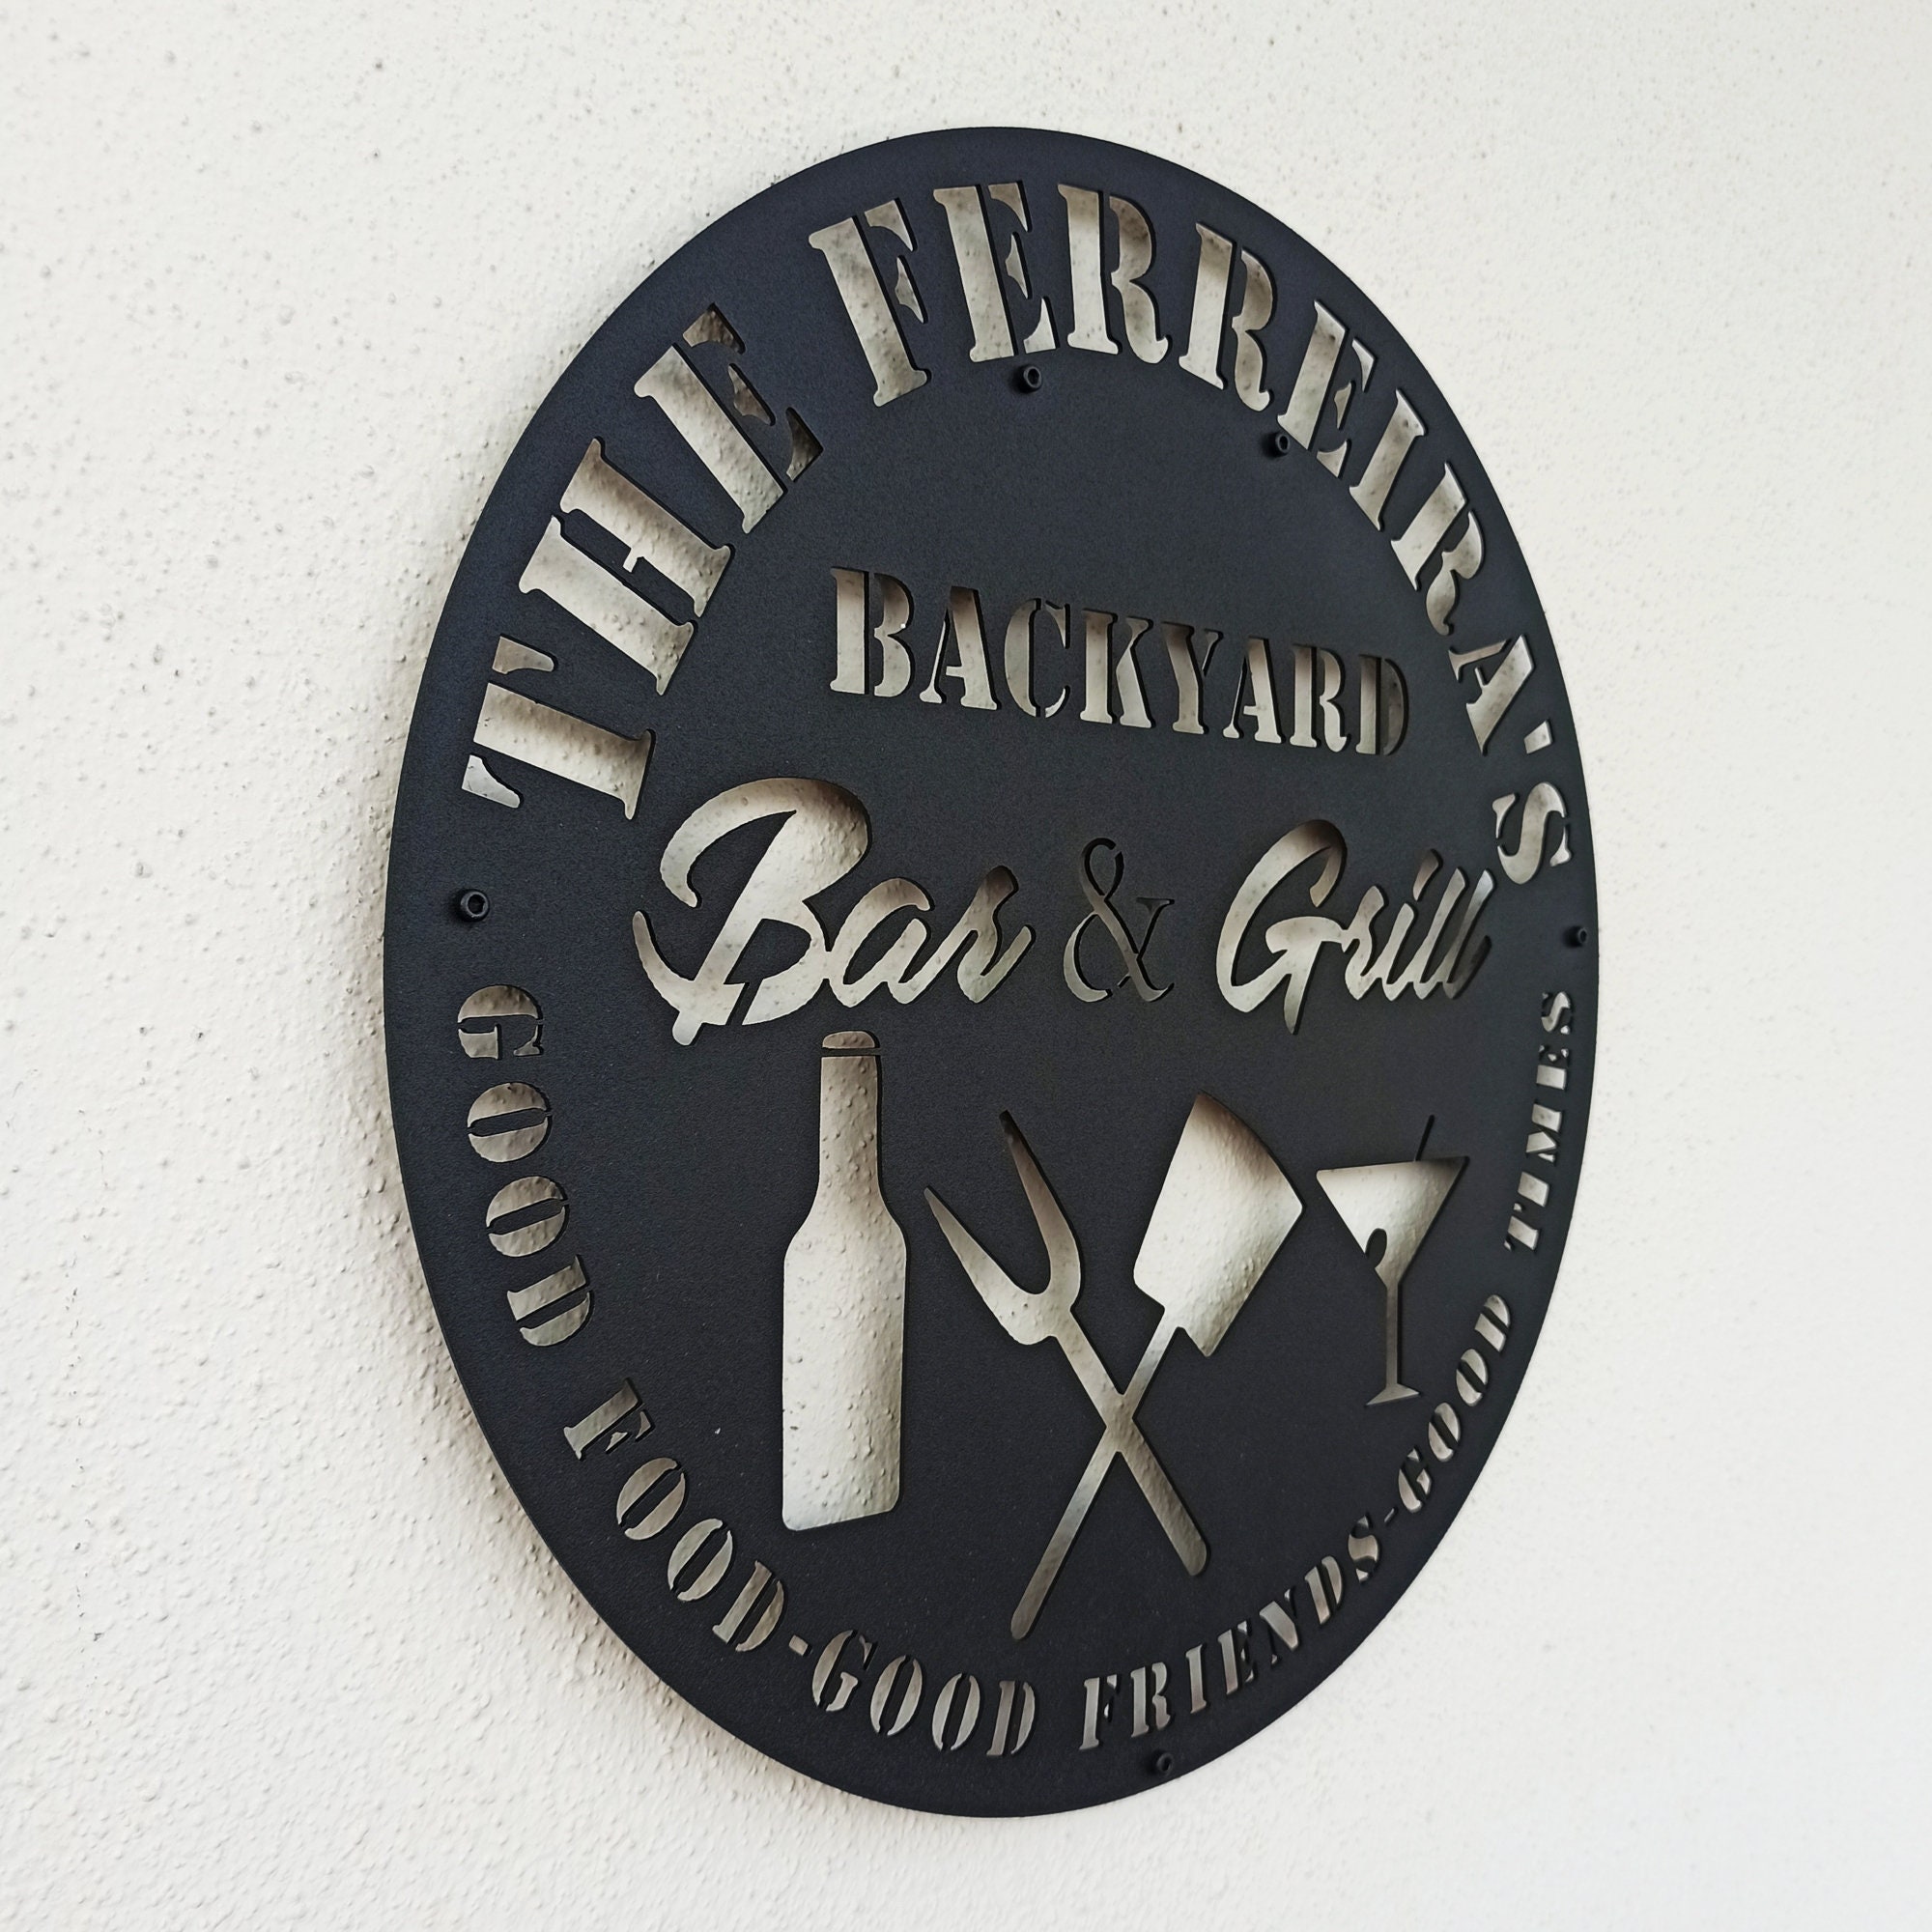 THE FERREIRA'S
BACKYARD
Bar & Grill
GOOD FOOD-GOOD FRIENDS-GOOD TIMES